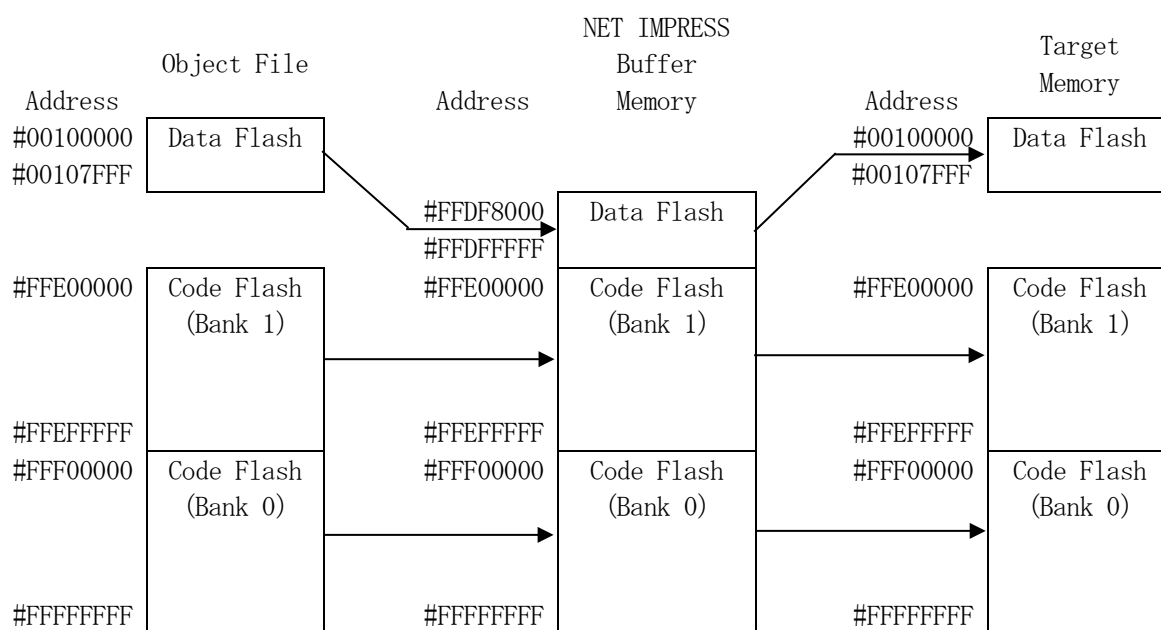 NET IMPRESS
Object File Buffer Target
Address Address Memory Address Memory
#00100000 Data Flash #00100000 Data Flash
#00107FFF #00107FFF
#FFDF8000 Data Flash
#FFDFFFFF
#FFE00000 Code Flash #FFE00000 Code Flash #FFE00000 Code Flash
(Bank 1) (Bank 1) (Bank 1)
#FFEFFFFF #FFEFFFFF #FFEFFFFF
#FFF00000 Code Flash #FFF00000 Code Flash #FFF00000 Code Flash
(Bank 0) (Bank 0) (Bank 0)
#FFFFFFFF #FFFFFFFF #FFFFFFFF